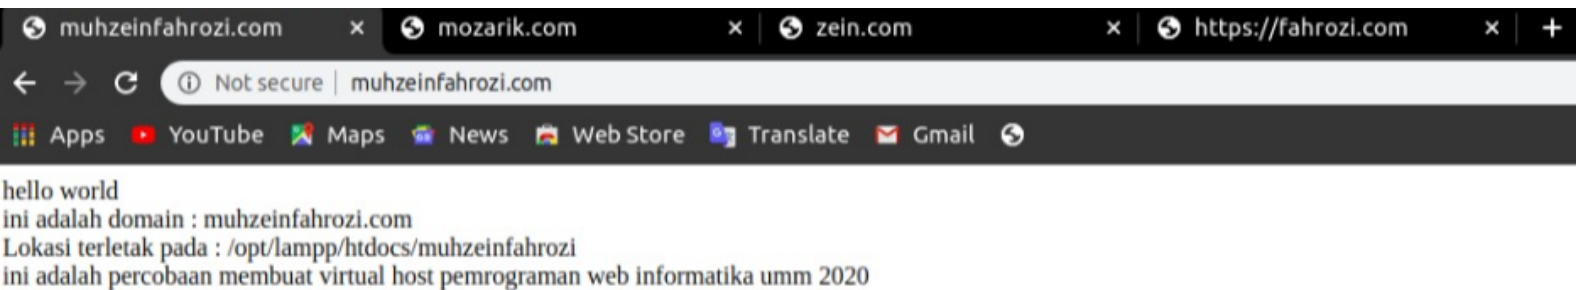 muhzeinfahrozi.com × mozarik.com × zein.com × https://fahrozi.com × +
Not secure | muhzeinfahrozi.com
Apps YouTube Maps News Web Store Translate Gmail
hello world
ini adalah domain : muhzeinfahrozi.com
Lokasi terletak pada : /opt/lampp/htdocs/muhzeinfahrozi
ini adalah percobaan membuat virtual host pemrograman web informatika umm 2020